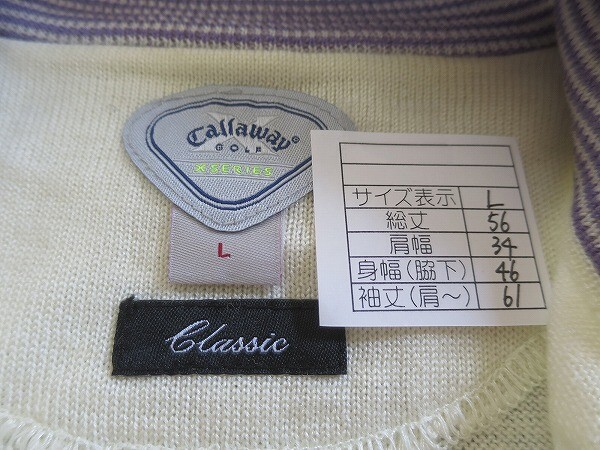 Callaway
GOLF
X SERIES
L
Classic
サイズ表示 L
総丈 56
肩幅 34
身幅(脇下) 46
袖丈(肩～) 61